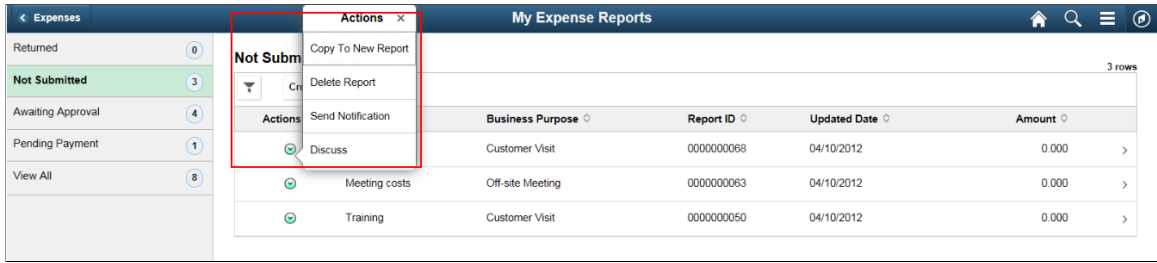 Expenses
Actions ×
My Expense Reports
Returned 0
Not Submitted 3
Awaiting Approval 4
Pending Payment 1
View All 8
Not Subm
3 rows
Copy To New Report
Delete Report
Send Notification
Discuss
Actions Business Purpose Report ID Updated Date Amount
Customer Visit 0000000068 04/10/2012 0.000
Meeting costs Off-site Meeting 0000000063 04/10/2012 0.000
Training Customer Visit 0000000050 04/10/2012 0.000